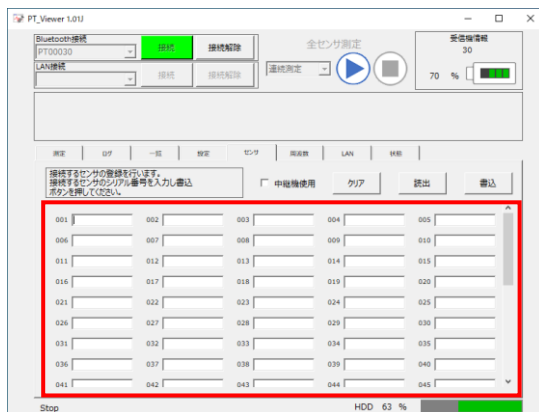 PT_Viewer 1.01J
Bluetooth接続
PT00030
接続
接続解除
LAN接続
接続
接続解除
全センサ測定
連続測定
受信機情報
30
70 %
測定 ログ 一括 設定 センサ 周波数 LAN 状態
接続するセンサの登録を行います。
接続するセンサのシリアル番号を入力し書込
ボタンを押してください。
中継機使用
クリア
読出
書込
001 002 003 004 005
006 007 008 009 010
011 012 013 014 015
016 017 018 019 020
021 022 023 024 025
026 027 028 029 030
031 032 033 034 035
036 037 038 039 040
041 042 043 044 045
Stop
HDD 63 %